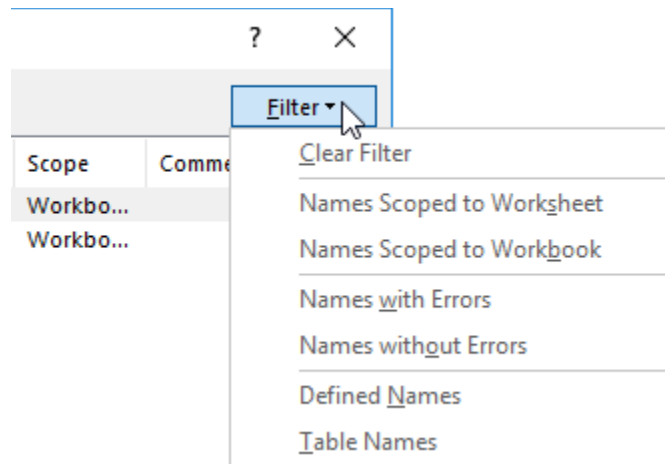 ?
Filter
Scope Comme
Clear Filter
Workbo...
Names Scoped to Worksheet
Workbo...
Names Scoped to Workbook
Names with Errors
Names without Errors
Defined Names
Table Names